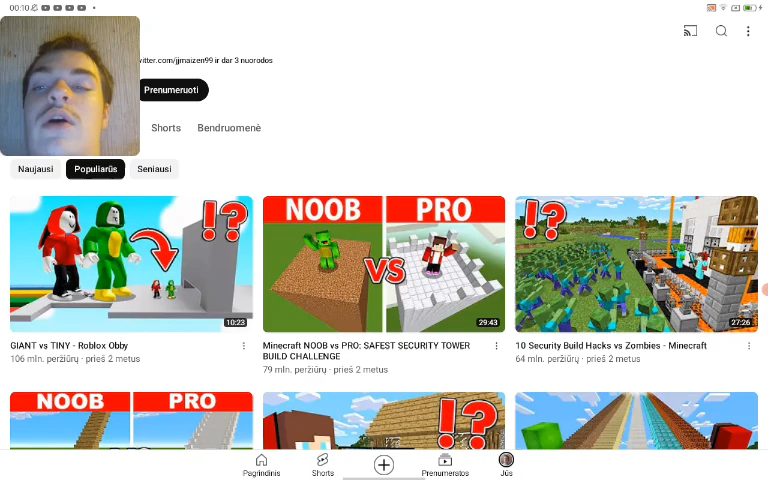 00:10
witter.com/jjmaizen99 ir dar 3 nuorodos
Prenumeruoti
Shorts Bendruomenė
Naujausi Populiarūs Seniausi
!?
10:23
NOOB PRO
VS
29:43
!?
27:26
GIANT vs TINY - Roblox Obby
106 mln. peržiūrų · prieš 2 metus
Minecraft NOOB vs PRO: SAFEST SECURITY TOWER
BUILD CHALLENGE
79 mln. peržiūrų · prieš 2 metus
10 Security Build Hacks vs Zombies - Minecraft
64 mln. peržiūrų · prieš 2 metus
NOOB PRO
!?
Pagrindinis Shorts Prenumeratos Jūs